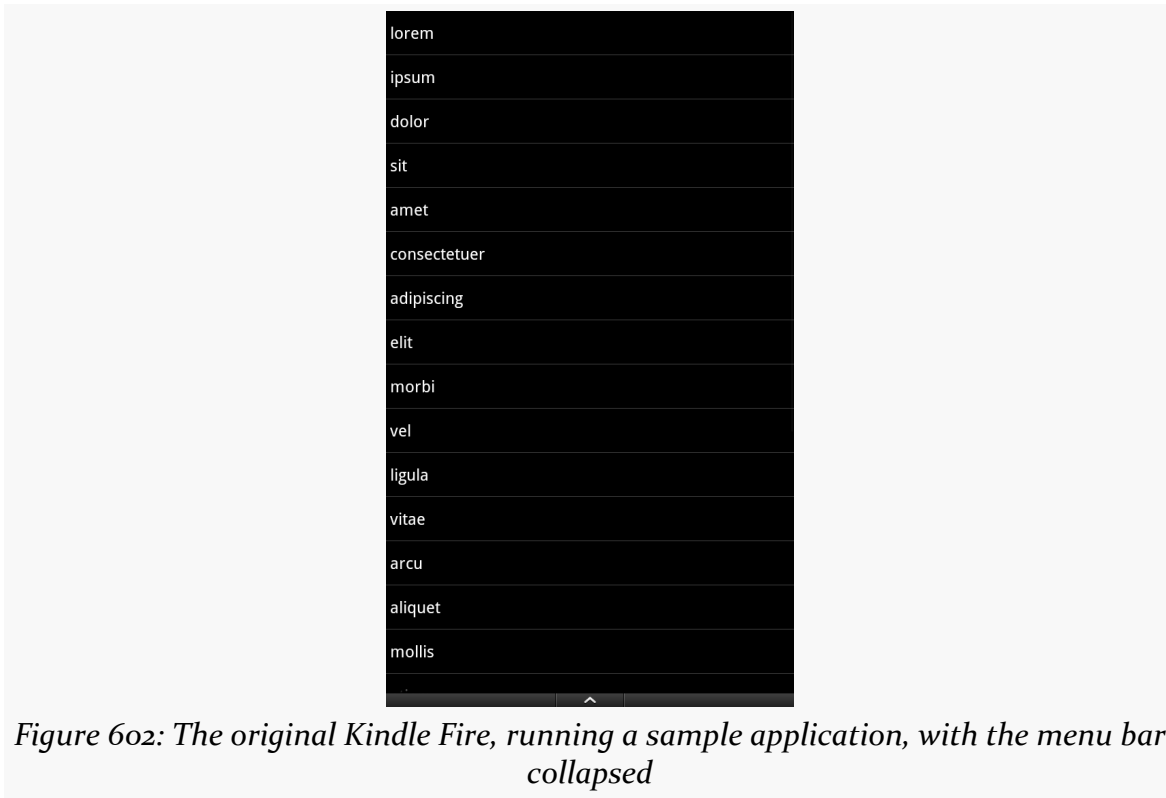 lorem
ipsum
dolor
sit
amet
consectetuer
adipiscing
elit
morbi
vel
ligula
vitae
arcu
aliquet
mollis
Figure 602: The original Kindle Fire, running a sample application, with the menu bar
collapsed